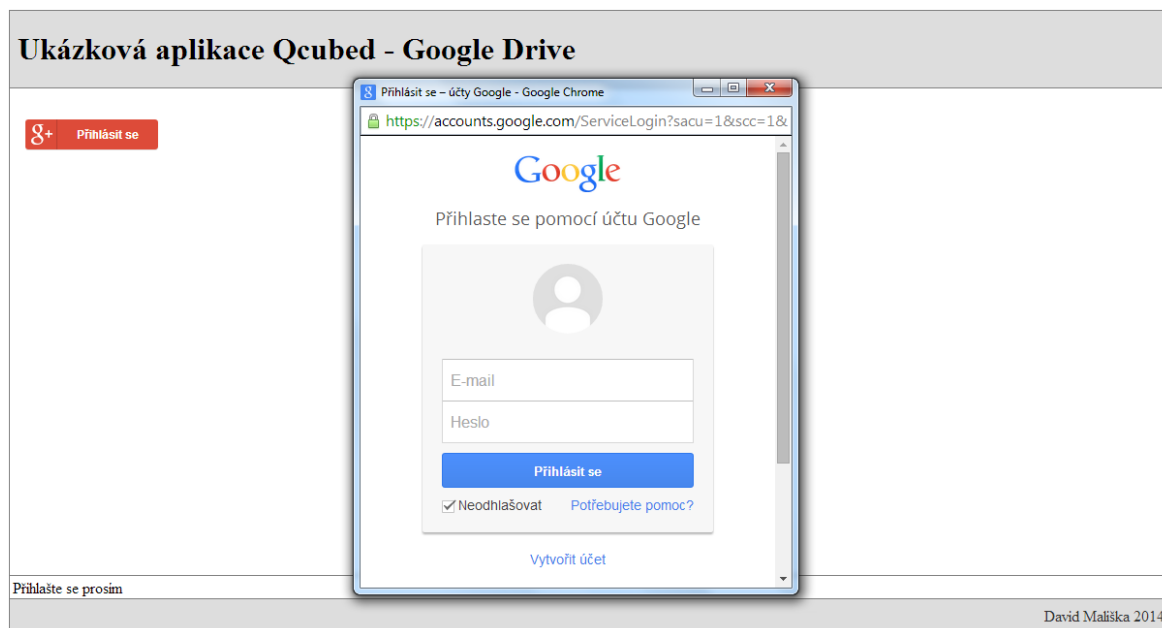 Ukázková aplikace Qcubed - Google Drive
g+ Přihlásit se
8 Přihlásit se – účty Google - Google Chrome
https://accounts.google.com/ServiceLogin?sacu=1&scc=1&
Google
Přihlaste se pomocí účtu Google
E-mail
Heslo
Přihlásit se
Neodhlašovat Potřebujete pomoc?
Vytvořit účet
Přihlašte se prosim
David Mališka 2014